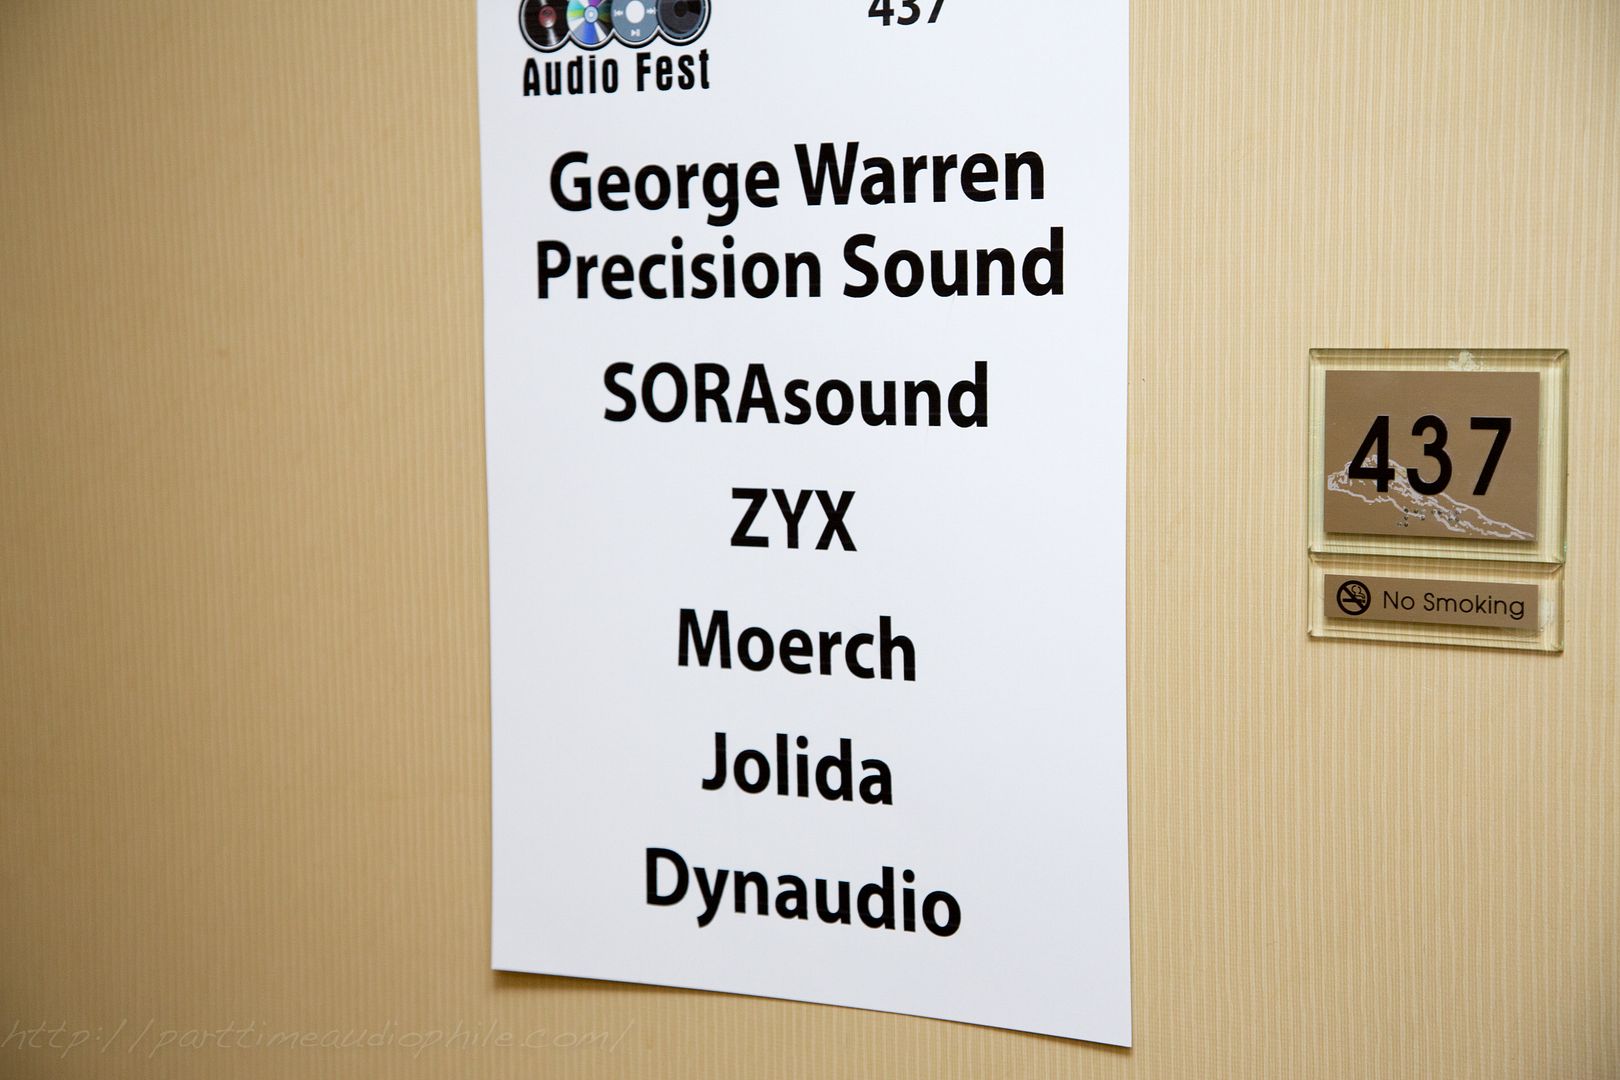 437
Audio Fest
George Warren
Precision Sound
SORAsound
ZYX
Moerch
Jolida
Dynaudio
437
No Smoking
http://parttimeaudiophile.com/